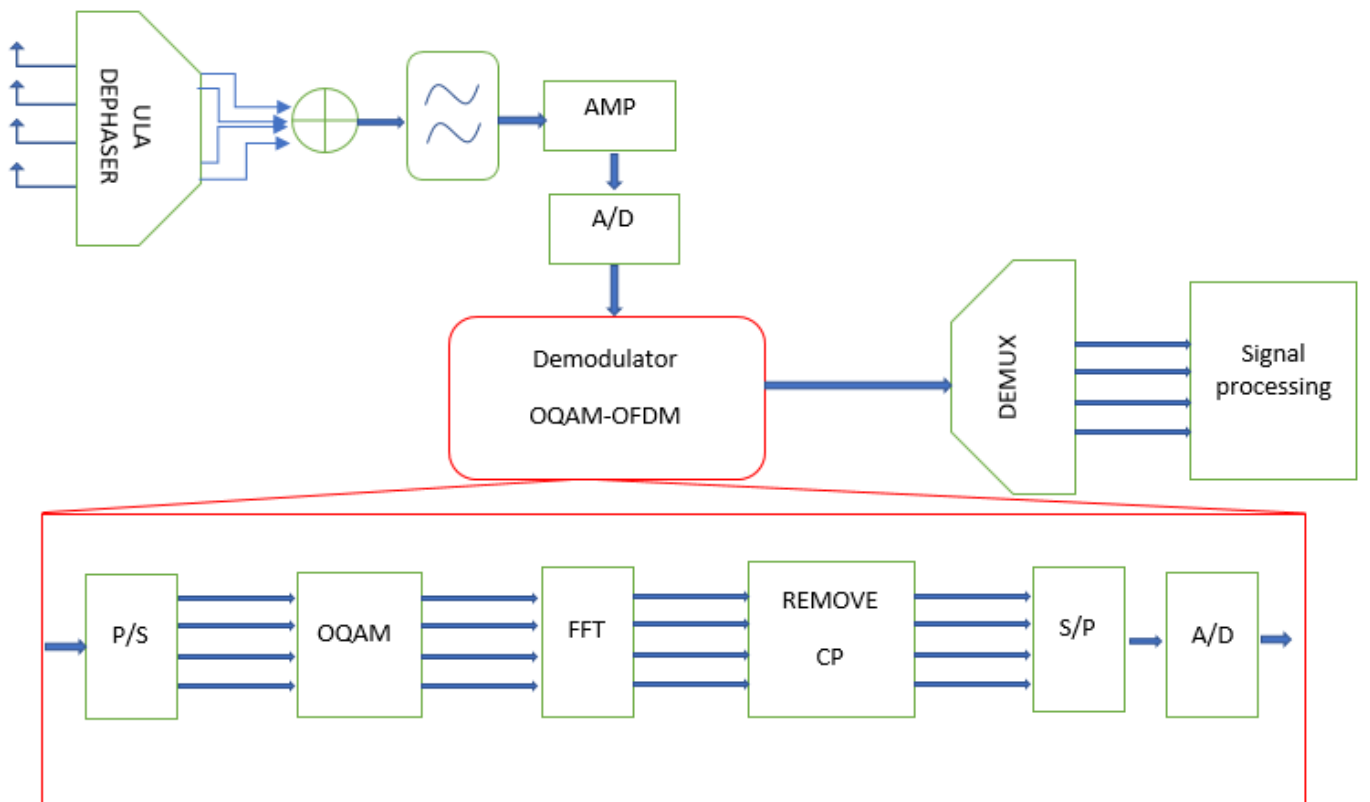 ULA
DEPHASER
AMP
A/D
Demodulator
OQAM-OFDM
DEMUX
Signal
processing
P/S
OQAM
FFT
REMOVE
CP
S/P
A/D